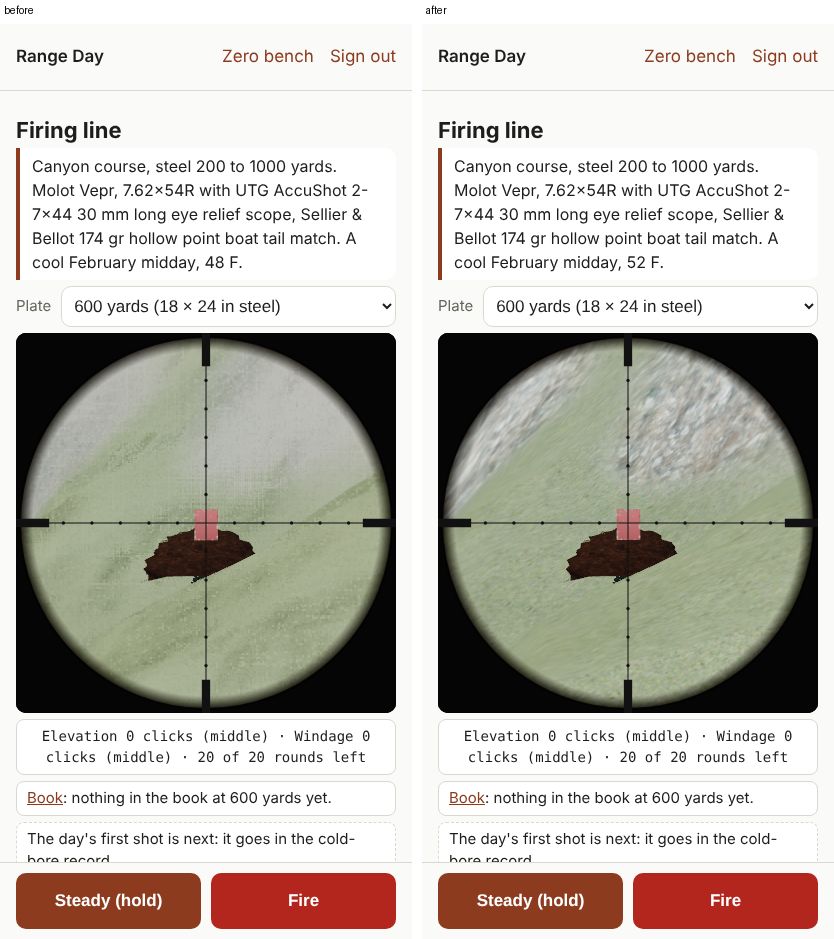 before
Range Day
Zero bench
Sign out
Firing line
Canyon course, steel 200 to 1000 yards.
Molot Vepr, 7.62×54R with UTG AccuShot 2-
7×44 30 mm long eye relief scope, Sellier &
Bellot 174 gr hollow point boat tail match. A
cool February midday, 48 F.
Plate
600 yards (18 × 24 in steel)
Elevation 0 clicks (middle) · Windage 0
clicks (middle) · 20 of 20 rounds left
Book: nothing in the book at 600 yards yet.
The day's first shot is next: it goes in the cold-
bore record
Steady (hold)
Fire
after
Range Day
Zero bench
Sign out
Firing line
Canyon course, steel 200 to 1000 yards.
Molot Vepr, 7.62×54R with UTG AccuShot 2-
7×44 30 mm long eye relief scope, Sellier &
Bellot 174 gr hollow point boat tail match. A
cool February midday, 52 F.
Plate
600 yards (18 × 24 in steel)
Elevation 0 clicks (middle) · Windage 0
clicks (middle) · 20 of 20 rounds left
Book: nothing in the book at 600 yards yet.
The day's first shot is next: it goes in the cold-
bore record
Steady (hold)
Fire